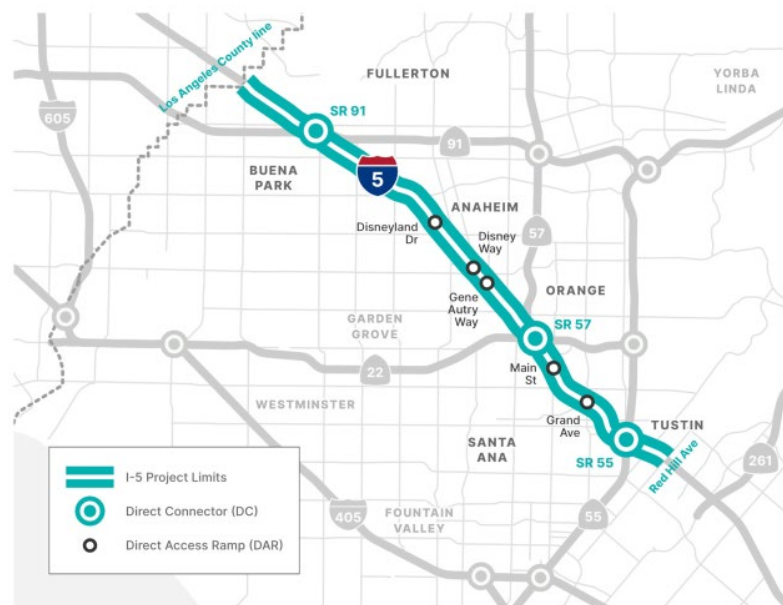 FULLERTON
YORBA
LINDA
Los Angeles County line
SR 91
605
91
BUENA
PARK
5
ANAHEIM
Disneyland
Dr
Disney
Way
57
Gene
Autry
Way
ORANGE
GARDEN
GROVE
SR 57
22
Main
St
WESTMINSTER
Grand
Ave
TUSTIN
SANTA
ANA
SR 55
Red Hill Ave
261
I-5 Project Limits
Direct Connector (DC)
Direct Access Ramp (DAR)
405
FOUNTAIN
VALLEY
55